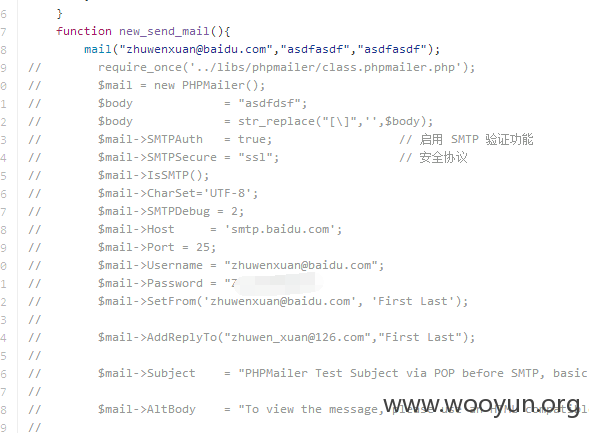 6 }
7 function new_send_mail(){
8 mail("zhuwenxuan@baidu.com","asdfasdf","asdfasdf");
9 // require_once('../libs/phpmailer/class.phpmailer.php');
0 // $mail = new PHPMailer();
1 // $body = "asdfdsf";
2 // $body = str_replace("[\]",'',$body);
3 // $mail->SMTPAuth = true; // 启用 SMTP 验证功能
4 // $mail->SMTPSecure = "ssl"; // 安全协议
5 // $mail->IsSMTP();
6 // $mail->CharSet='UTF-8';
7 // $mail->SMTPDebug = 2;
8 // $mail->Host = 'smtp.baidu.com';
9 // $mail->Port = 25;
0 // $mail->Username = "zhuwenxuan@baidu.com";
1 // $mail->Password = "
2 // $mail->SetFrom('zhuwenxuan@baidu.com', 'First Last');
3 //
4 // $mail->AddReplyTo("zhuwen_xuan@126.com","First Last");
5 //
6 // $mail->Subject = "PHPMailer Test Subject via POP before SMTP, basic
7 //
8 // $mail->AltBody = "To view the message, please use an HTML compatibl
9 //
www.wooyun.org